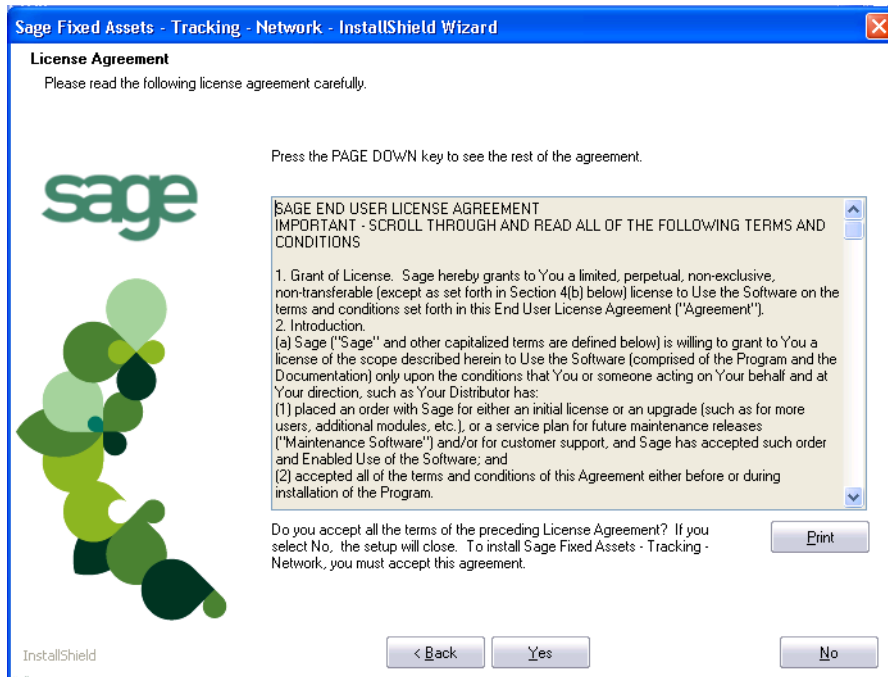 Sage Fixed Assets - Tracking - Network - InstallShield Wizard
License Agreement
Please read the following license agreement carefully.
Press the PAGE DOWN key to see the rest of the agreement.
sage
SAGE END USER LICENSE AGREEMENT
IMPORTANT - SCROLL THROUGH AND READ ALL OF THE FOLLOWING TERMS AND
CONDITIONS
1. Grant of License.  Sage hereby grants to You a limited, perpetual, non-exclusive,
non-transferable (except as set forth in Section 4(b) below) license to Use the Software on the
terms and conditions set forth in this End User License Agreement ("Agreement").
2. Introduction.
(a) Sage ("Sage" and other capitalized terms are defined below) is willing to grant to You a
license of the scope described herein to Use the Software (comprised of the Program and the
Documentation) only upon the conditions that You or someone acting on Your behalf and at
Your direction, such as Your Distributor has:
(1) placed an order with Sage for either an initial license or an upgrade (such as for more
users, additional modules, etc.), or a service plan for future maintenance releases
("Maintenance Software") and/or for customer support, and Sage has accepted such order
and Enabled Use of the Software; and
(2) accepted all of the terms and conditions of this Agreement either before or during
installation of the Program.
Do you accept all the terms of the preceding License Agreement?  If you
select No,  the setup will close.  To install Sage Fixed Assets - Tracking -
Network, you must accept this agreement.
Print
InstallShield
< Back
Yes
No